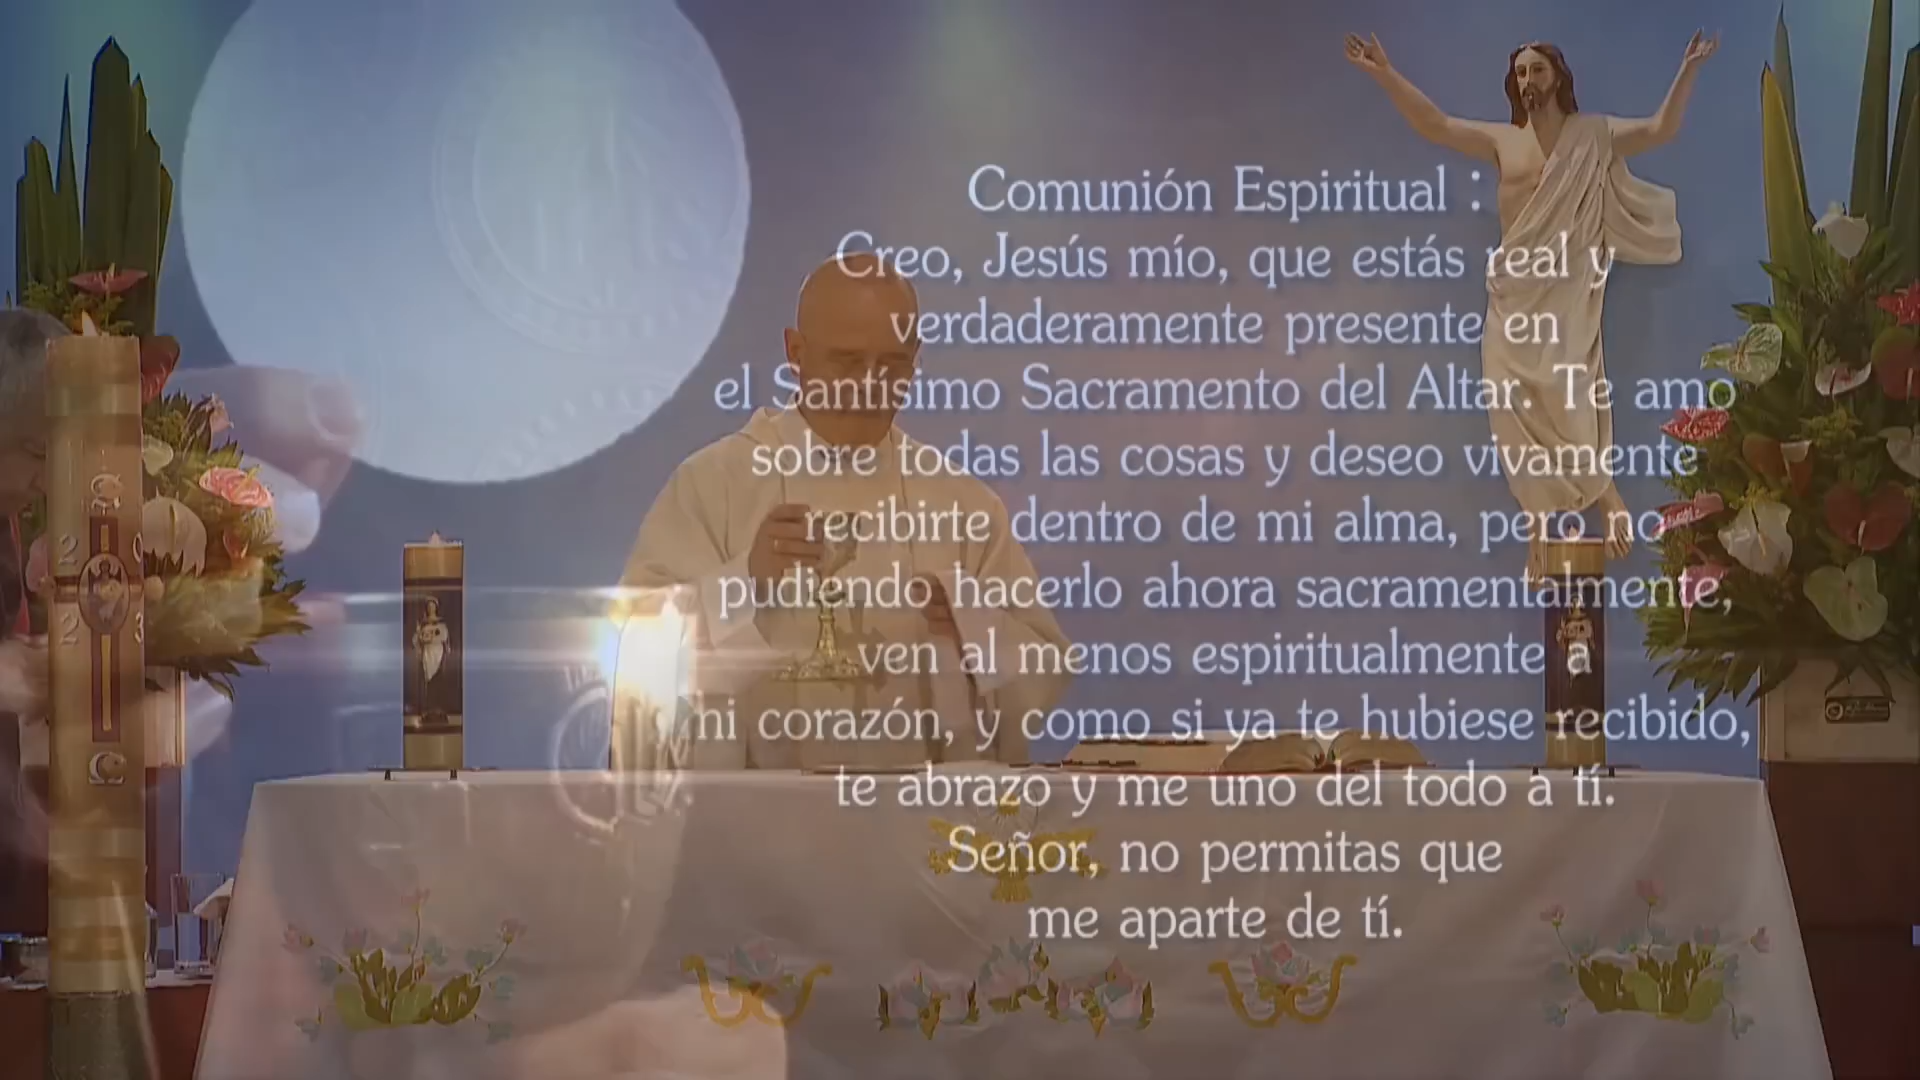 Comunión Espiritual :
Creo, Jesús mío, que estás real y
verdaderamente presente en
el Santísimo Sacramento del Altar. Te amo
sobre todas las cosas y deseo vivamente
recibirte dentro de mi alma, pero no
pudiendo hacerlo ahora sacramentalmente,
ven al menos espiritualmente a
mi corazón, y como si ya te hubiese recibido,
te abrazo y me uno del todo a tí.
Señor, no permitas que
me aparte de tí.